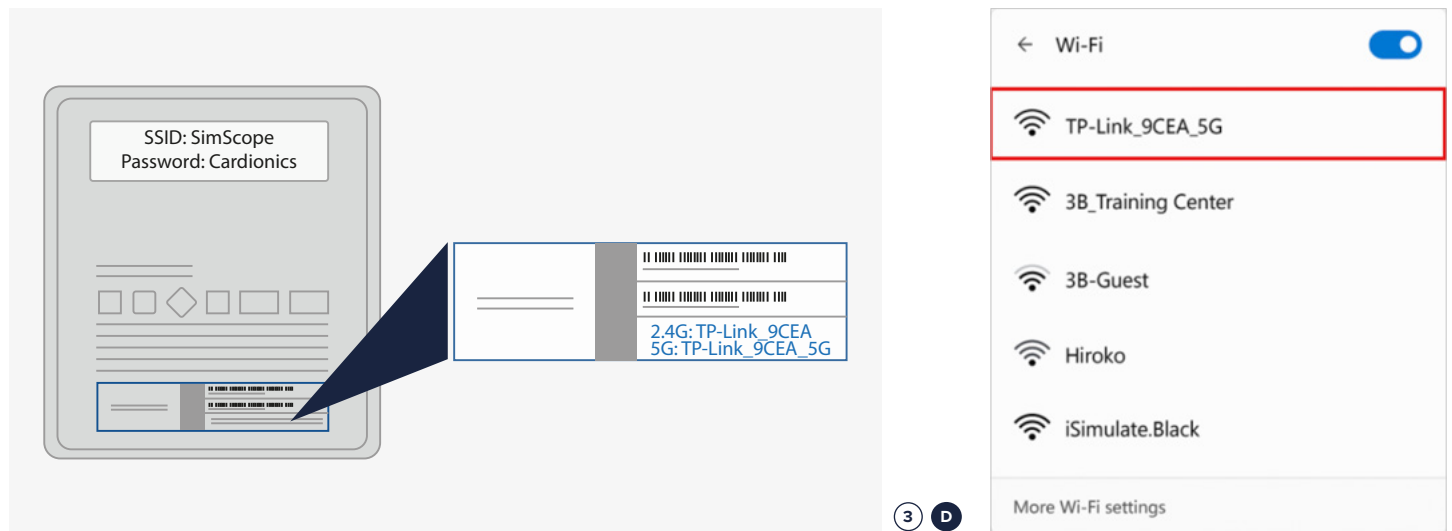 SSID: SimScope
Password: Cardionics
2.4G: TP-Link_9CEA
5G: TP-Link_9CEA_5G
3 D
Wi-Fi
TP-Link_9CEA_5G
3B_Training Center
3B-Guest
Hiroko
iSimulate.Black
More Wi-Fi settings